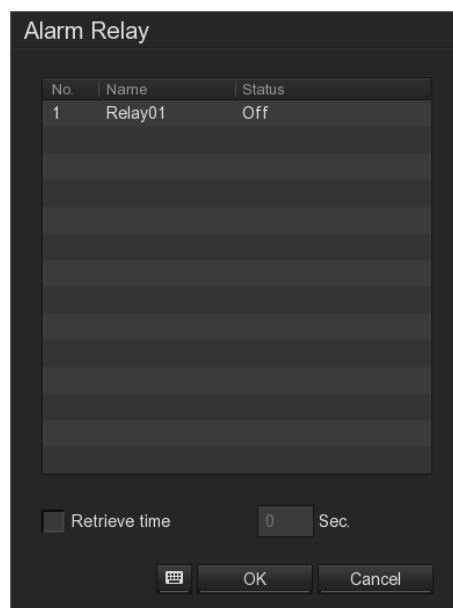 Alarm Relay
No. Name Status
1 Relay01 Off
Retrieve time 0 Sec.
OK Cancel